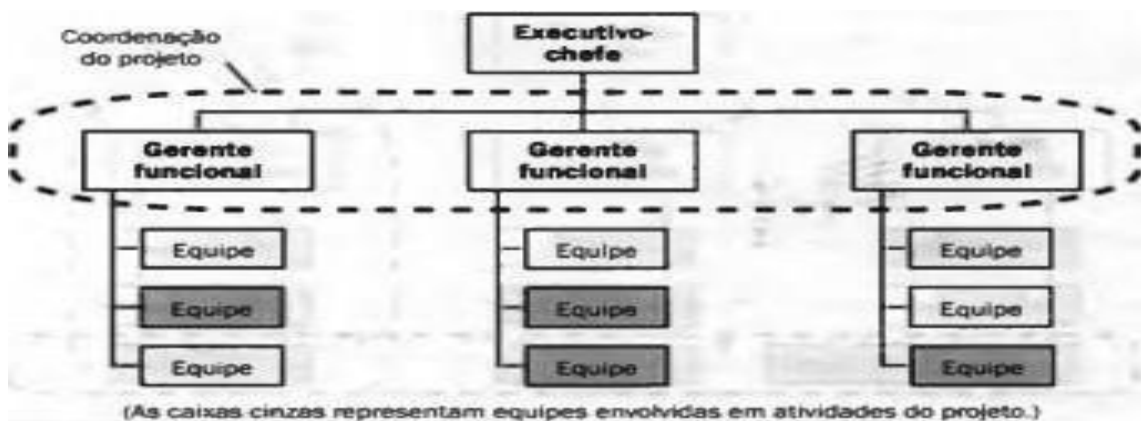 Coordenação
do projeto
Executivo-
chefe
Gerente
funcional
Gerente
funcional
Gerente
funcional
Equipe
Equipe
Equipe
Equipe
Equipe
Equipe
Equipe
Equipe
Equipe
(As caixas cinzas representam equipes envolvidas em atividades do projeto.)